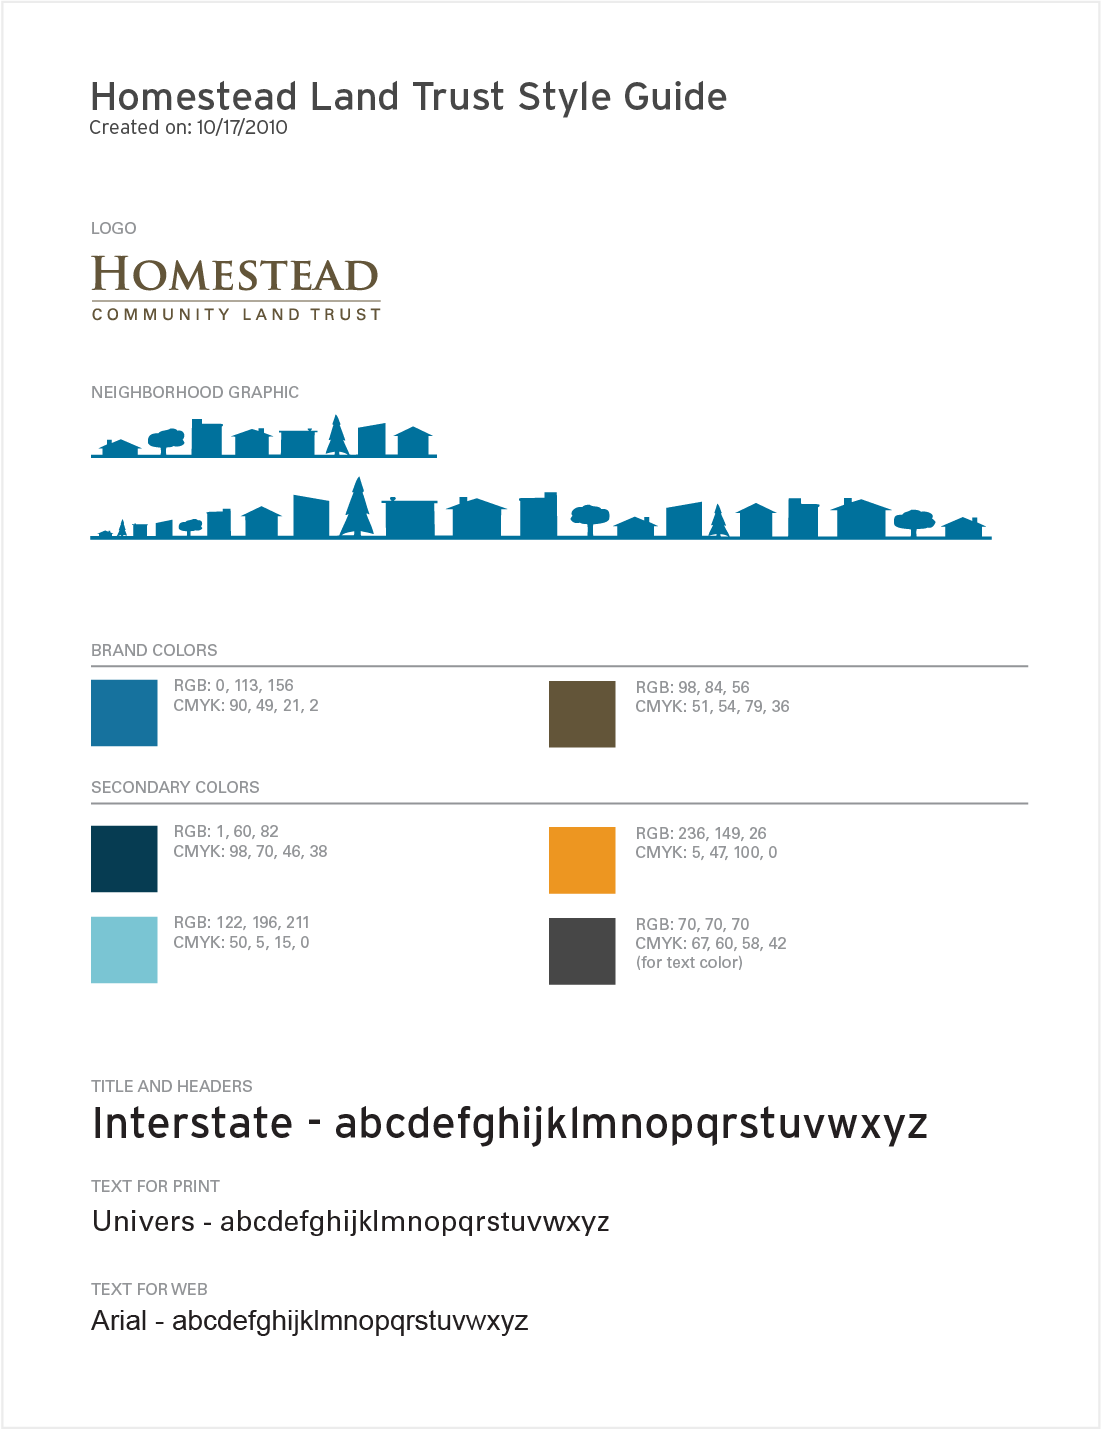 Homestead Land Trust Style Guide
Created on: 10/17/2010
LOGO
HOMESTEAD
COMMUNITY LAND TRUST
NEIGHBORHOOD GRAPHIC
BRAND COLORS
RGB: 0, 113, 156
CMYK: 90, 49, 21, 2
RGB: 98, 84, 56
CMYK: 51, 54, 79, 36
SECONDARY COLORS
RGB: 1, 60, 82
CMYK: 98, 70, 46, 38
RGB: 236, 149, 26
CMYK: 5, 47, 100, 0
RGB: 122, 196, 211
CMYK: 50, 5, 15, 0
RGB: 70, 70, 70
CMYK: 67, 60, 58, 42
(for text color)
TITLE AND HEADERS
Interstate - abcdefghijklmnopqrstuvwxyz
TEXT FOR PRINT
Univers - abcdefghijklmnopqrstuvwxyz
TEXT FOR WEB
Arial - abcdefghijklmnopqrstuvwxyz